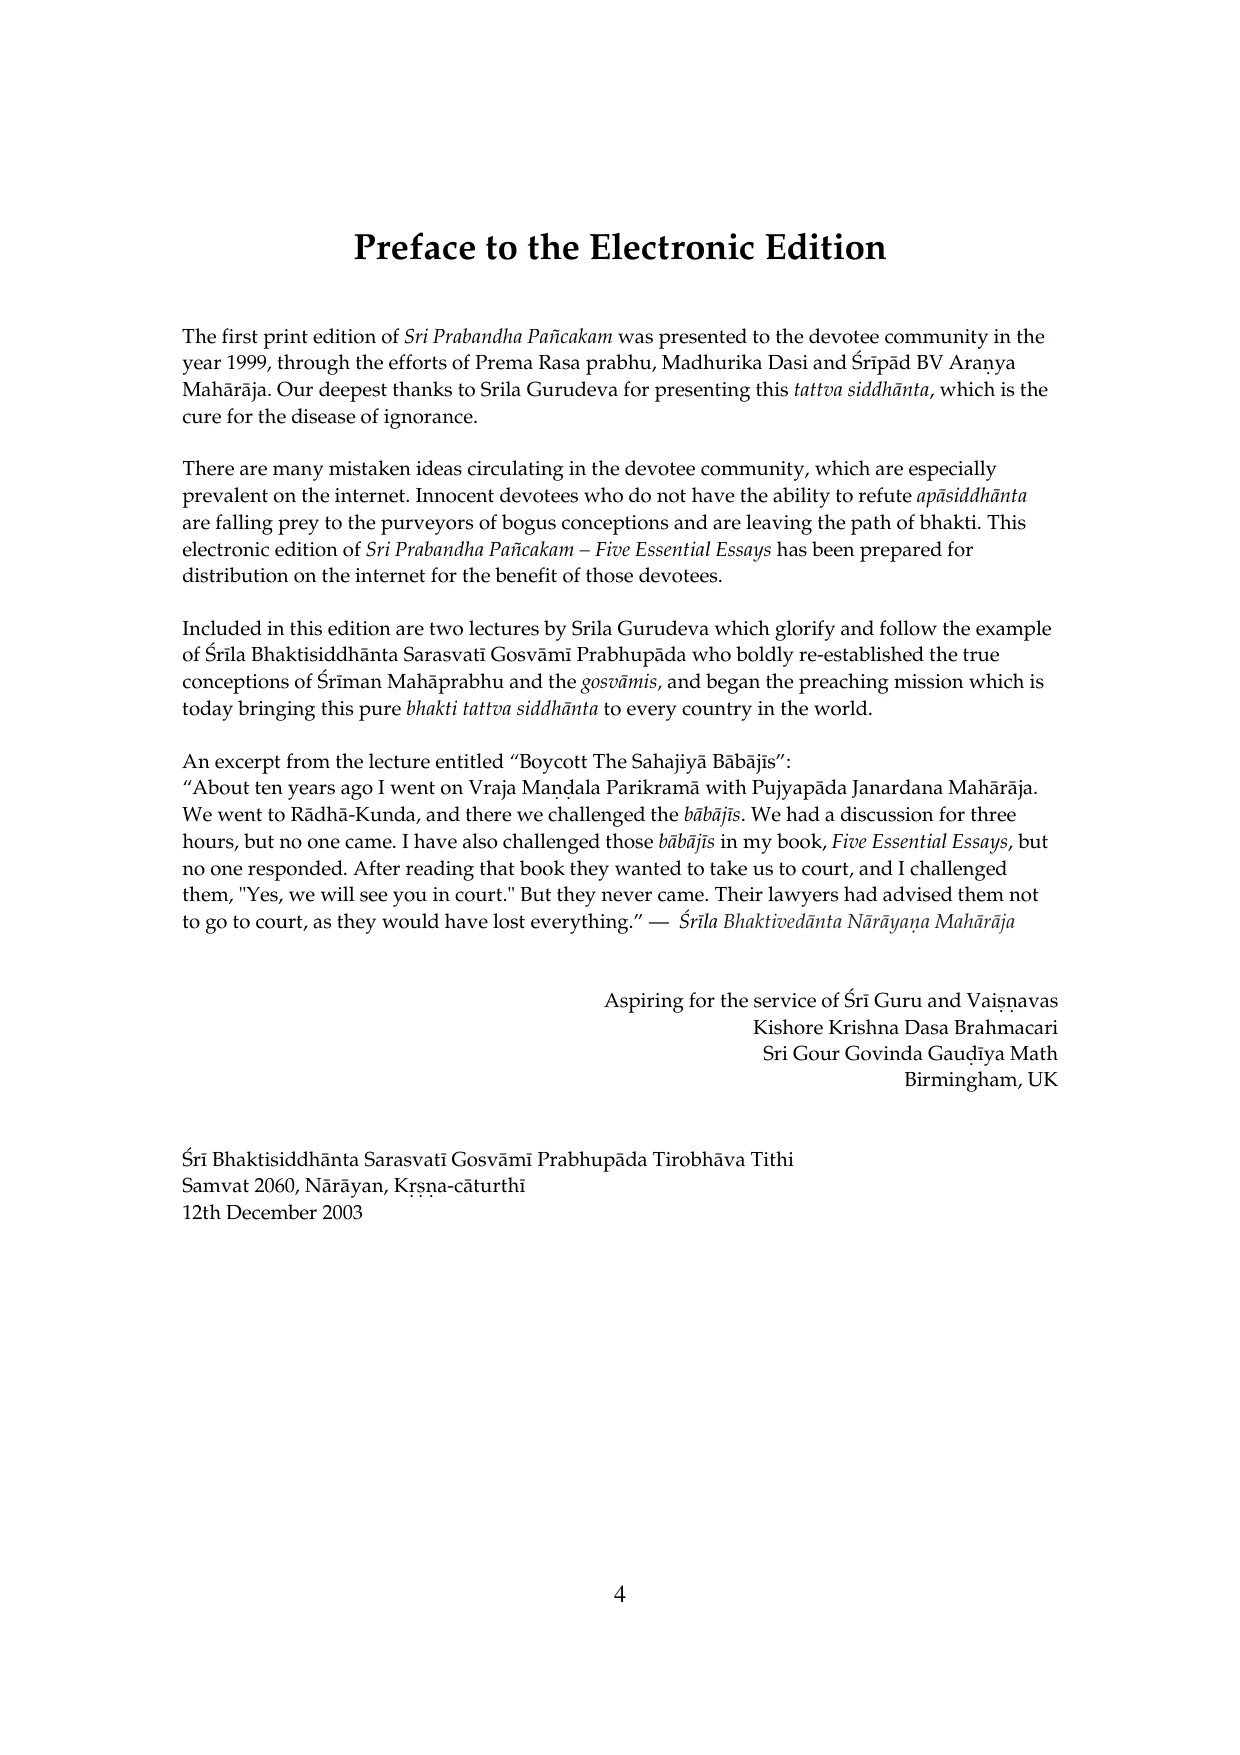 Preface to the Electronic Edition
The first print edition of Sri Prabandha Pañcakam was presented to the devotee community in the
year 1999, through the efforts of Prema Rasa prabhu, Madhurika Dasi and Śrīpād BV Araṇya
Mahārāja. Our deepest thanks to Srila Gurudeva for presenting this tattva siddhānta, which is the
cure for the disease of ignorance.
There are many mistaken ideas circulating in the devotee community, which are especially
prevalent on the internet. Innocent devotees who do not have the ability to refute apāsiddhānta
are falling prey to the purveyors of bogus conceptions and are leaving the path of bhakti. This
electronic edition of Sri Prabandha Pañcakam – Five Essential Essays has been prepared for
distribution on the internet for the benefit of those devotees.
Included in this edition are two lectures by Srila Gurudeva which glorify and follow the example
of Śrīla Bhaktisiddhānta Sarasvatī Gosvāmī Prabhupāda who boldly re-established the true
conceptions of Śrīman Mahāprabhu and the gosvāmis, and began the preaching mission which is
today bringing this pure bhakti tattva siddhānta to every country in the world.
An excerpt from the lecture entitled “Boycott The Sahajiyā Bābājīs”:
“About ten years ago I went on Vraja Maṇḍala Parikramā with Pujyapāda Janardana Mahārāja.
We went to Rādhā-Kunda, and there we challenged the bābājīs. We had a discussion for three
hours, but no one came. I have also challenged those bābājīs in my book, Five Essential Essays, but
no one responded. After reading that book they wanted to take us to court, and I challenged
them, "Yes, we will see you in court." But they never came. Their lawyers had advised them not
to go to court, as they would have lost everything.” — Śrīla Bhaktivedānta Nārāyaṇa Mahārāja
Aspiring for the service of Śrī Guru and Vaiṣṇavas
Kishore Krishna Dasa Brahmacari
Sri Gour Govinda Gauḍīya Math
Birmingham, UK
Śrī Bhaktisiddhānta Sarasvatī Gosvāmī Prabhupāda Tirobhāva Tithi
Samvat 2060, Nārāyan, Kṛṣṇa-cāturthī
12th December 2003
4